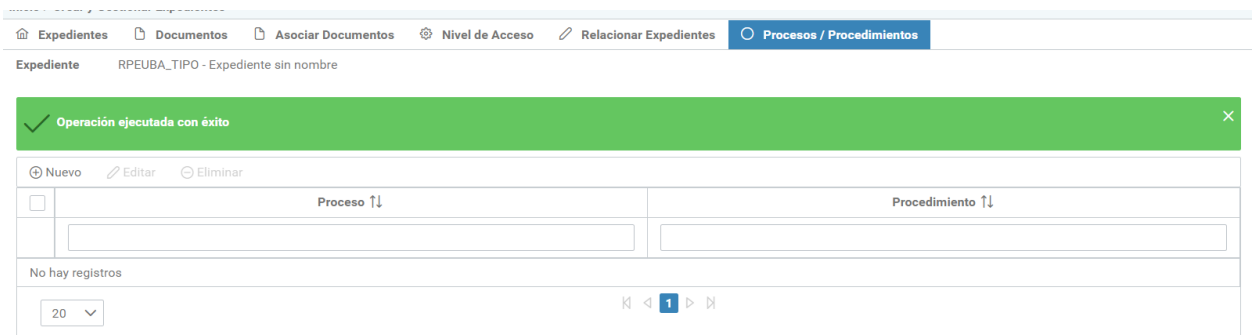 Expedientes Documentos Asociar Documentos Nivel de Acceso Relacionar Expedientes Procesos / Procedimientos
Expediente RPEUBA_TIPO - Expediente sin nombre
Operación ejecutada con éxito
Nuevo Editar Eliminar
Proceso Procedimiento
No hay registros
20 1